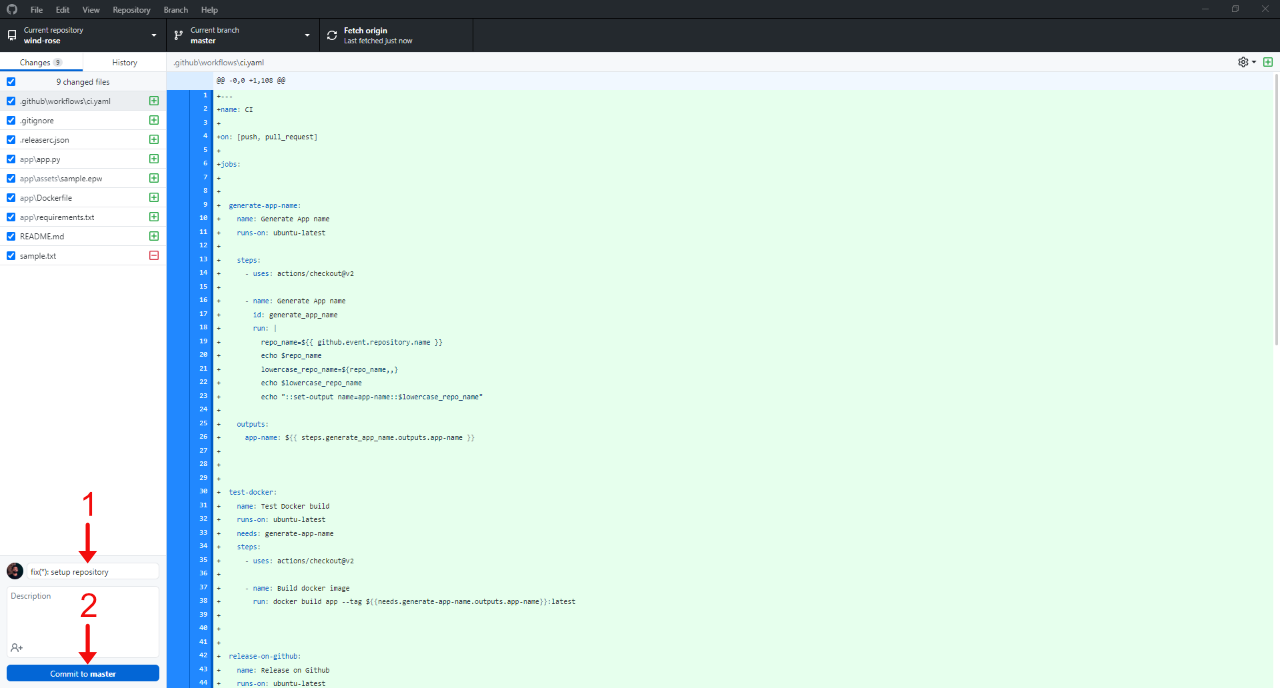 File Edit View Repository Branch Help
Current repository
wind-rose
Current branch
master
Fetch origin
Last fetched just now
Changes 9 History
.github\workflows\ci.yaml
9 changed files
.github\workflows\ci.yaml
.gitignore
.releaserc.json
app\app.py
app\assets\sample.epw
app\Dockerfile
app\requirements.txt
README.md
sample.txt
1
fix(*): setup repository
Description
2
Commit to master
@@ -0,0 +1,108 @@
1 +---
2 +name: CI
3 +
4 +on: [push, pull_request]
5 +
6 +jobs:
7 +
8 +
9 + generate-app-name:
10 + name: Generate App name
11 + runs-on: ubuntu-latest
12 +
13 + steps:
14 + - uses: actions/checkout@v2
15 +
16 + - name: Generate App name
17 + id: generate_app_name
18 + run: |
19 + repo_name=${{ github.event.repository.name }}
20 + echo $repo_name
21 + lowercase_repo_name=${repo_name,,}
22 + echo $lowercase_repo_name
23 + echo "::set-output name=app-name::$lowercase_repo_name"
24 +
25 + outputs:
26 + app-name: ${{ steps.generate_app_name.outputs.app-name }}
27 +
28 +
29 +
30 + test-docker:
31 + name: Test Docker build
32 + runs-on: ubuntu-latest
33 + needs: generate-app-name
34 + steps:
35 + - uses: actions/checkout@v2
36 +
37 + - name: Build docker image
38 + run: docker build app --tag ${{needs.generate-app-name.outputs.app-name}}:latest
39 +
40 +
41 +
42 + release-on-github:
43 + name: Release on Github
44 + runs-on: ubuntu-latest